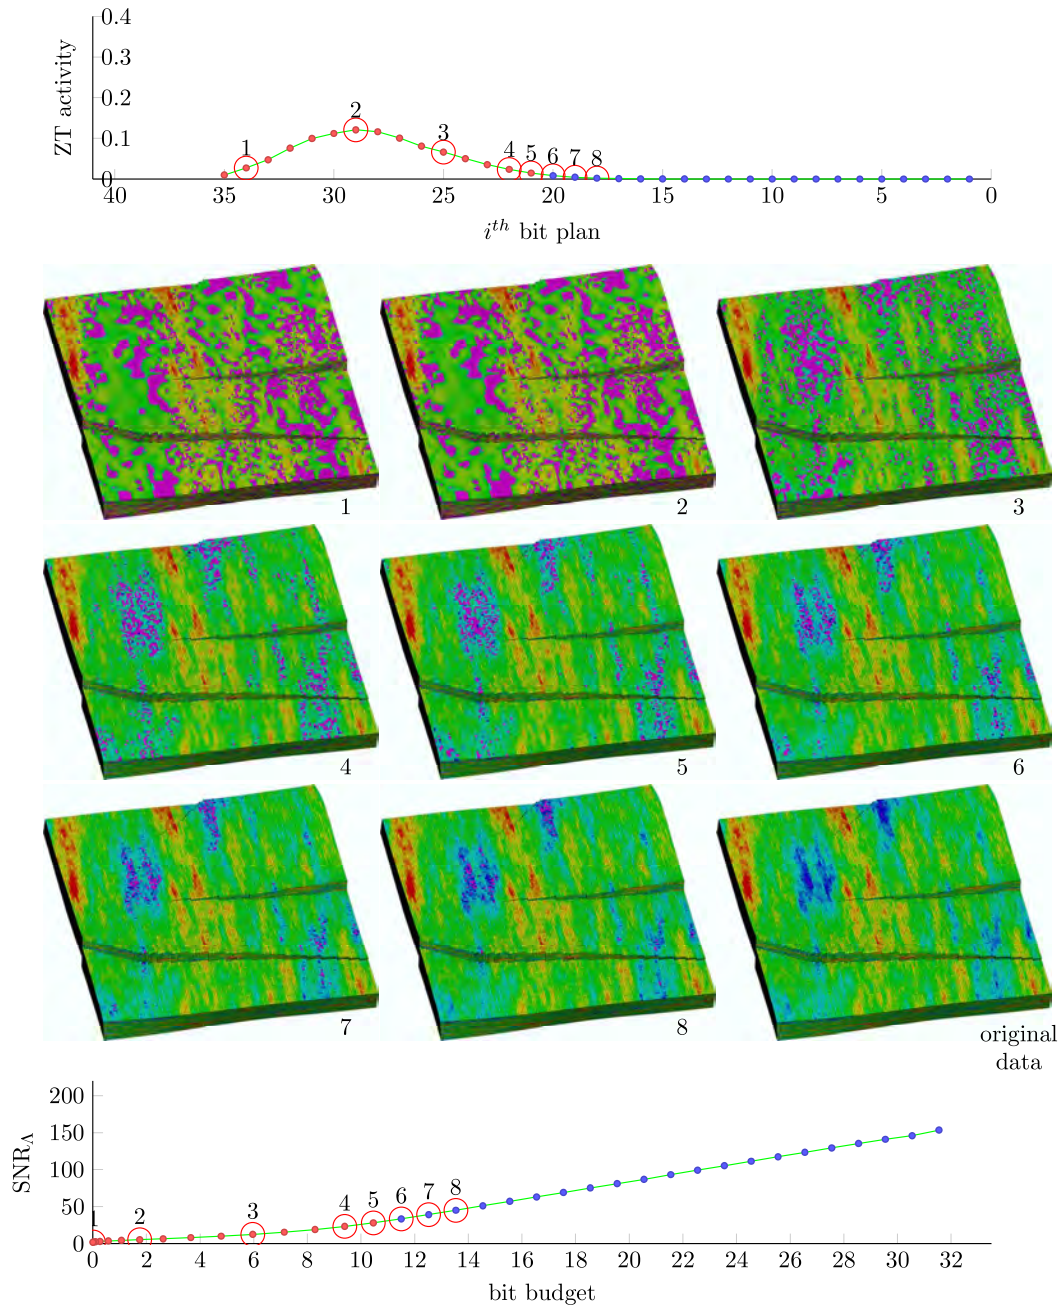 0.4
0.3
0.2
0.1
0
ZT activity
1 2 3 4 5 6 7 8
40 35 30 25 20 15 10 5 0
i^th bit plan
1 2 3
4 5 6
7 8 original
data
200
150
100
50
0
SNR_Λ
1 2 3 4 5 6 7 8
0 2 4 6 8 10 12 14 16 18 20 22 24 26 28 30 32
bit budget